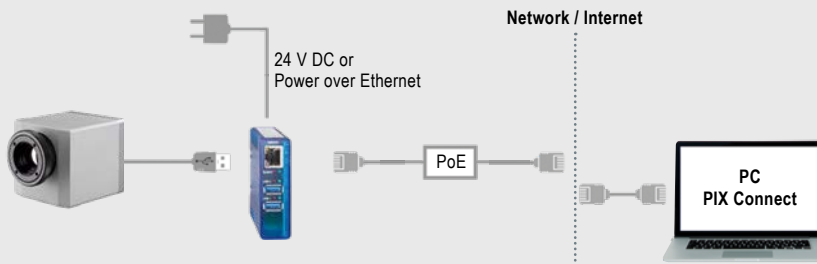 Network / Internet
24 V DC or
Power over Ethernet
PoE
PC
PIX Connect